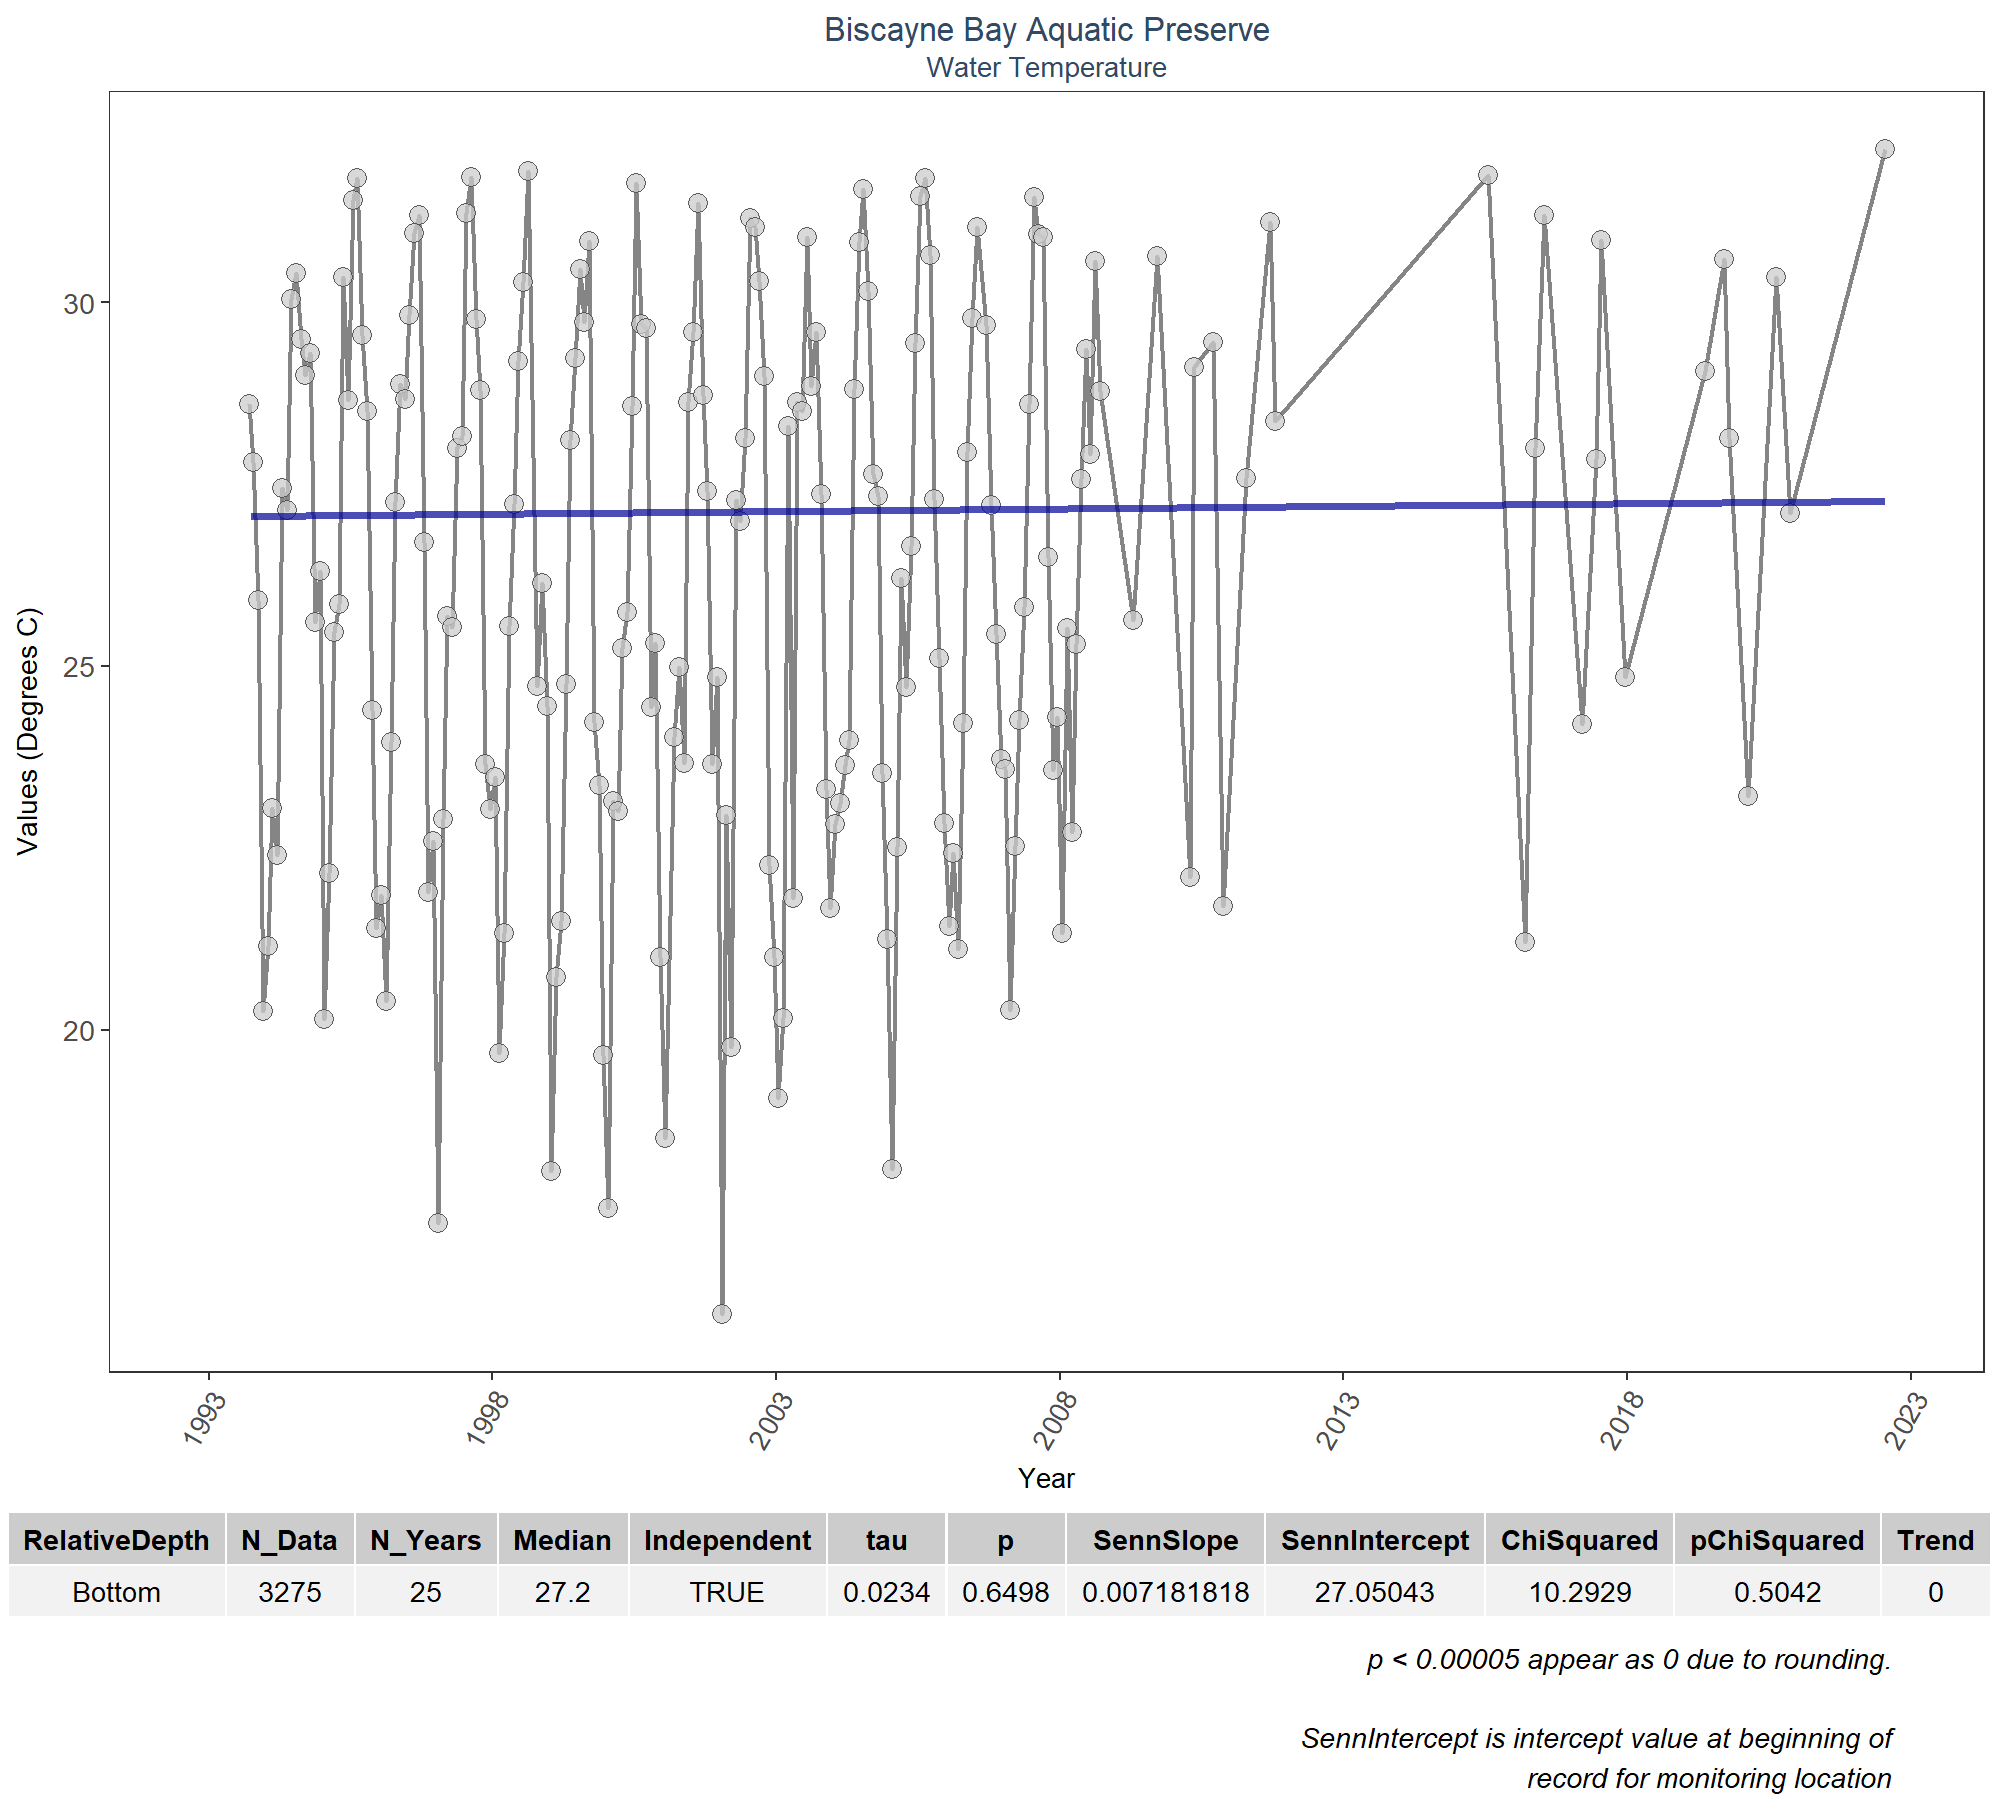 Biscayne Bay Aquatic Preserve
Water Temperature
Values (Degrees C)
30
25
20
1993 1998 2003 2008 2013 2018 2023
Year
RelativeDepth N_Data N_Years Median Independent tau p SennSlope SennIntercept ChiSquared pChiSquared Trend
Bottom 3275 25 27.2 TRUE 0.0234 0.6498 0.007181818 27.05043 10.2929 0.5042 0
p < 0.00005 appear as 0 due to rounding.
SennIntercept is intercept value at beginning of
record for monitoring location